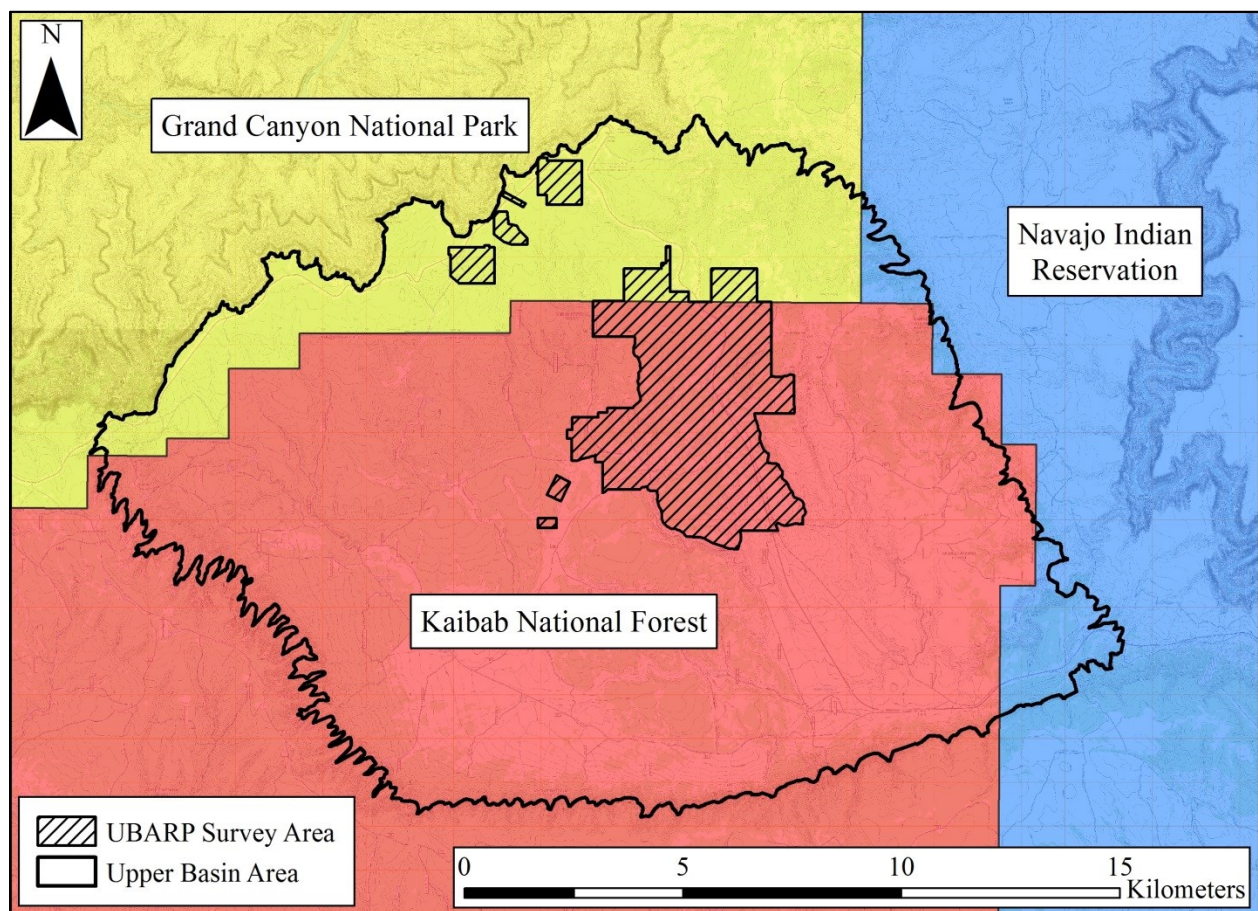 N
Grand Canyon National Park
Navajo Indian
Reservation
Kaibab National Forest
UBARP Survey Area
Upper Basin Area
0 5 10 15
Kilometers